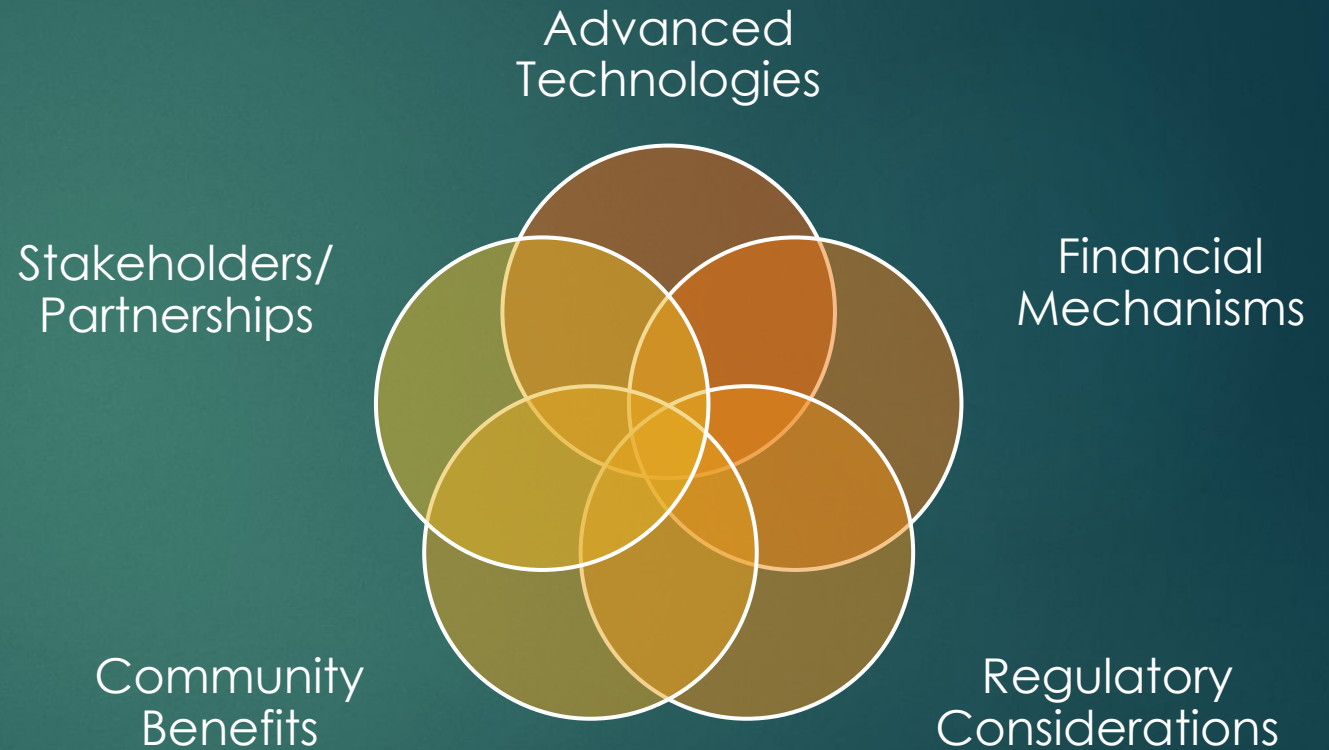 Advanced
Technologies
Stakeholders/
Partnerships
Financial
Mechanisms
Community
Benefits
Regulatory
Considerations